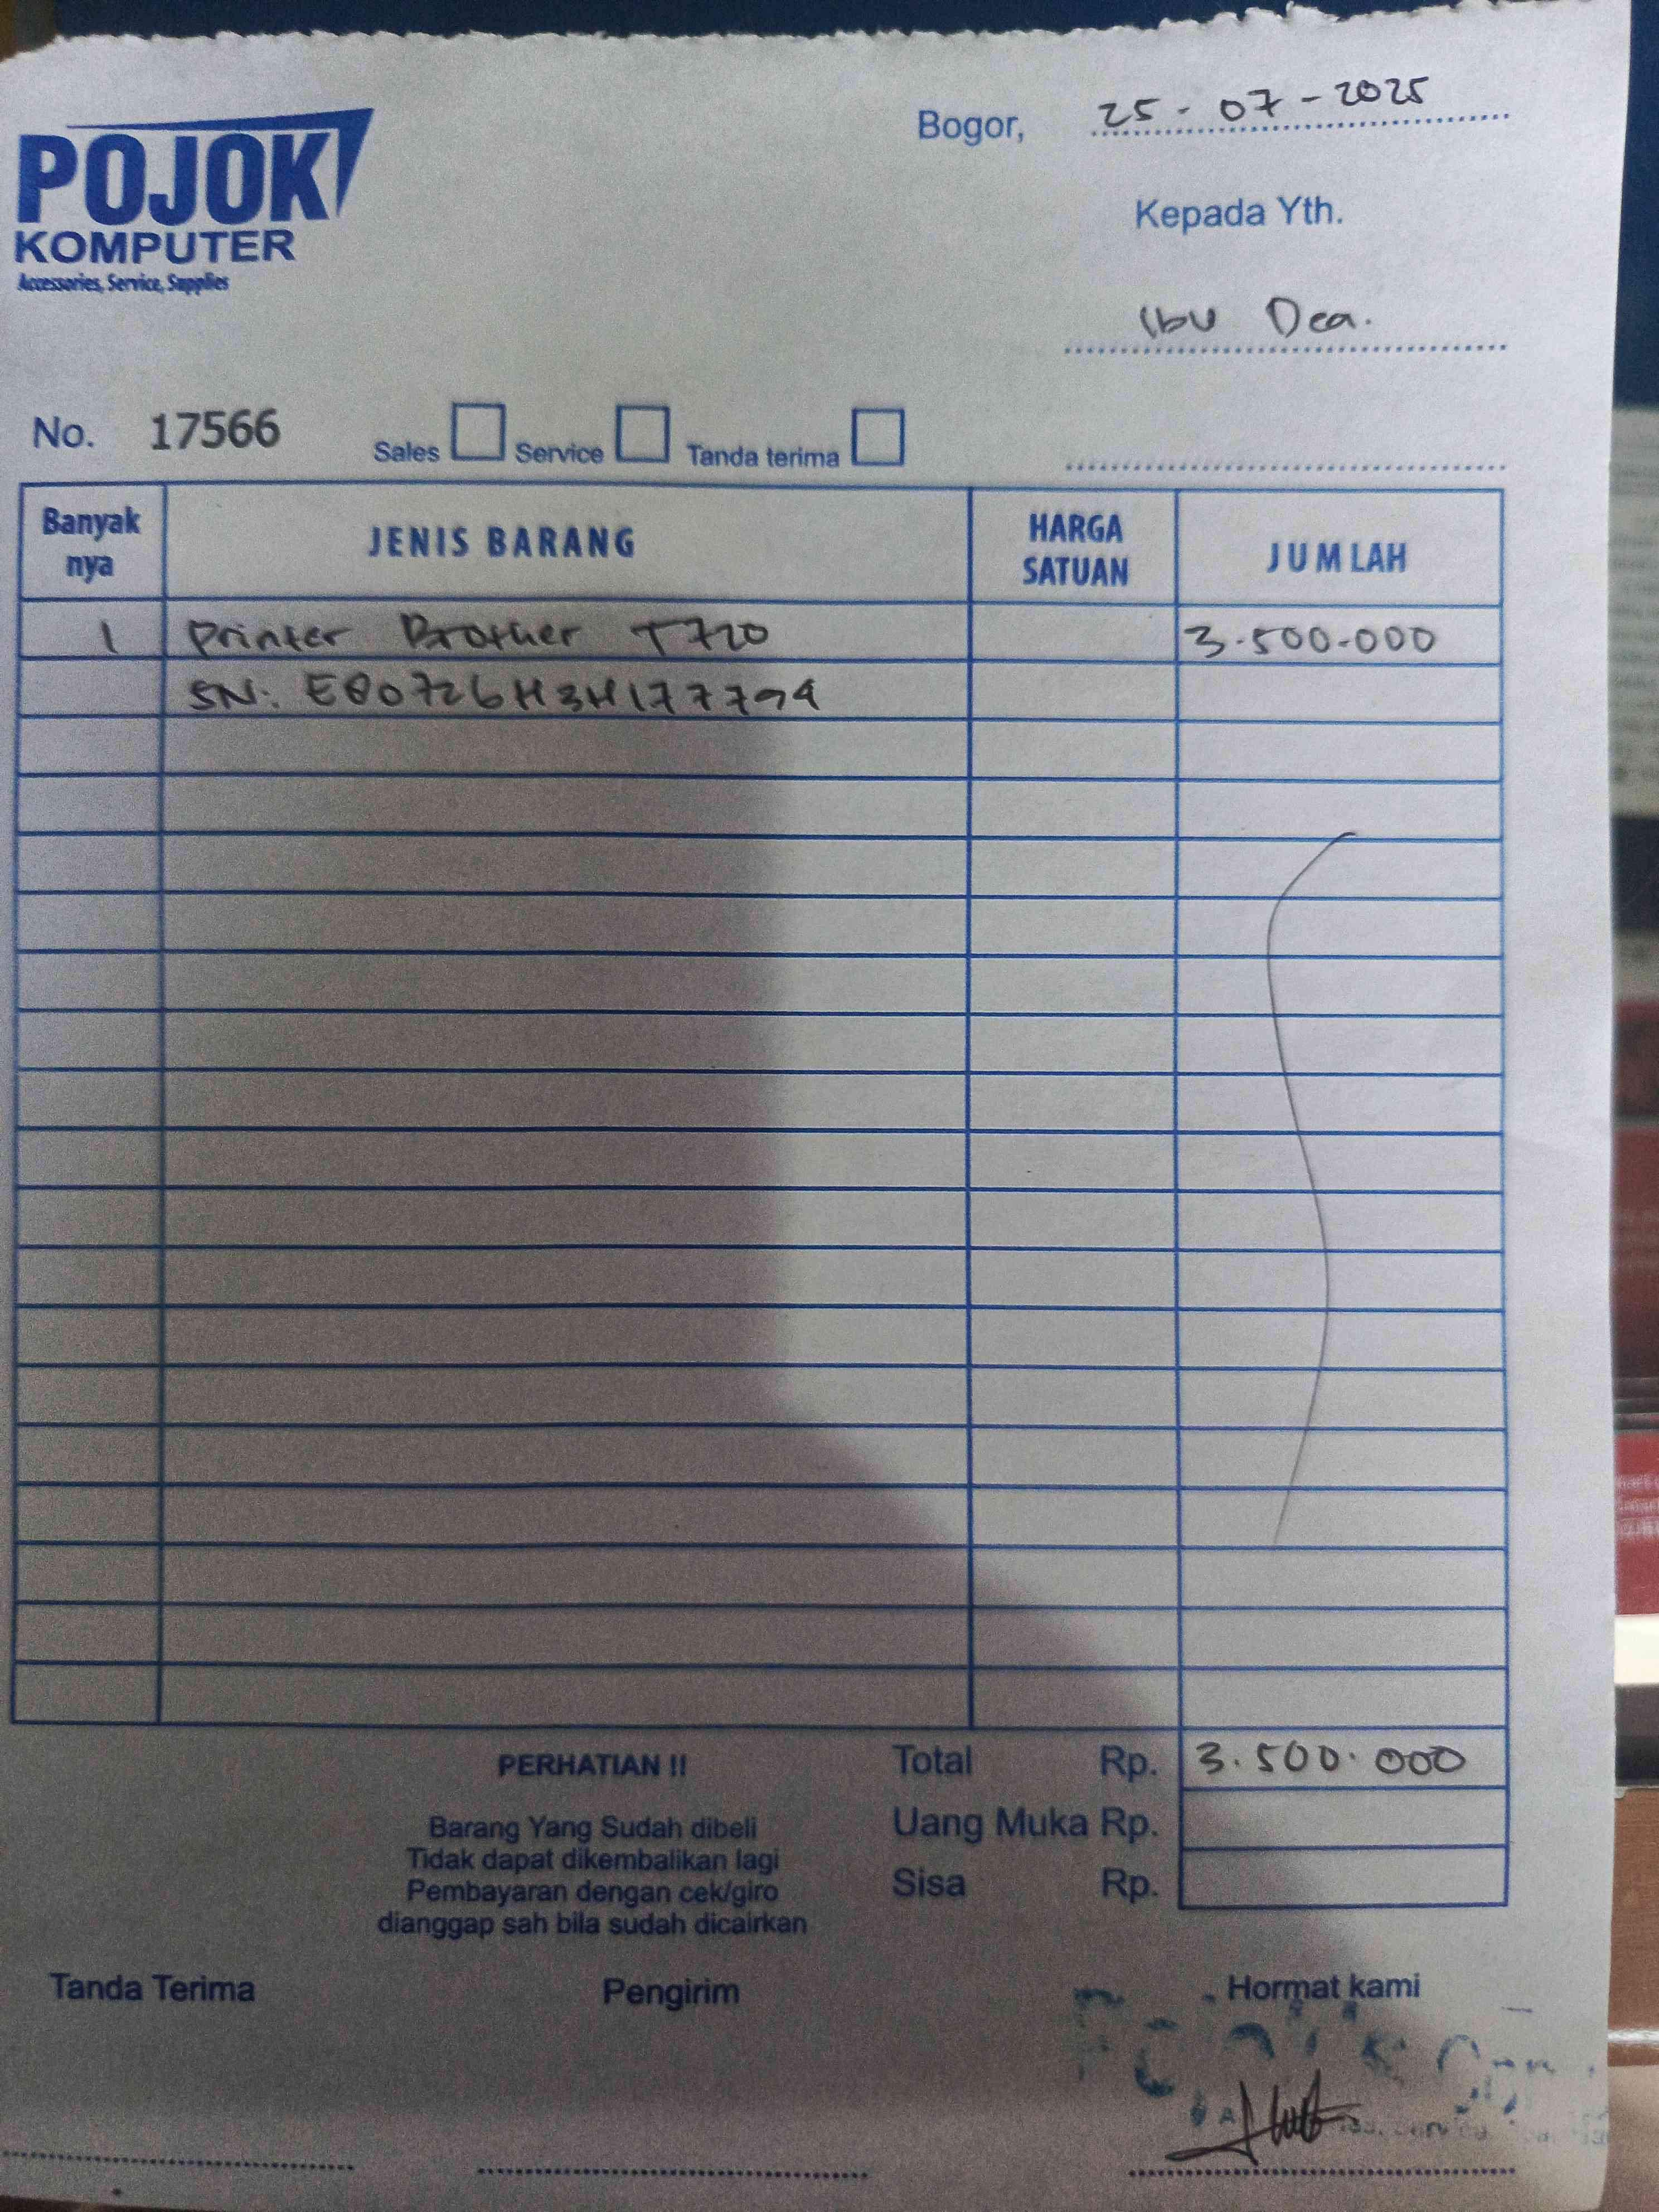 POJOK
KOMPUTER
Accessories, Service, Supplies
Bogor, 25-07-2025
Kepada Yth.
Ibu Dea.
No. 17566 Sales Service Tanda terima
Banyak nya JENIS BARANG HARGA SATUAN JUMLAH
1 Printer Brother T720 3.500.000
SN: E80726H3H177794
Total Rp. 3.500.000
Uang Muka Rp.
Sisa Rp.
PERHATIAN !!
Barang Yang Sudah dibeli
Tidak dapat dikembalikan lagi
Pembayaran dengan cek/giro
dianggap sah bila sudah dicairkan
Tanda Terima Pengirim Hormat kami